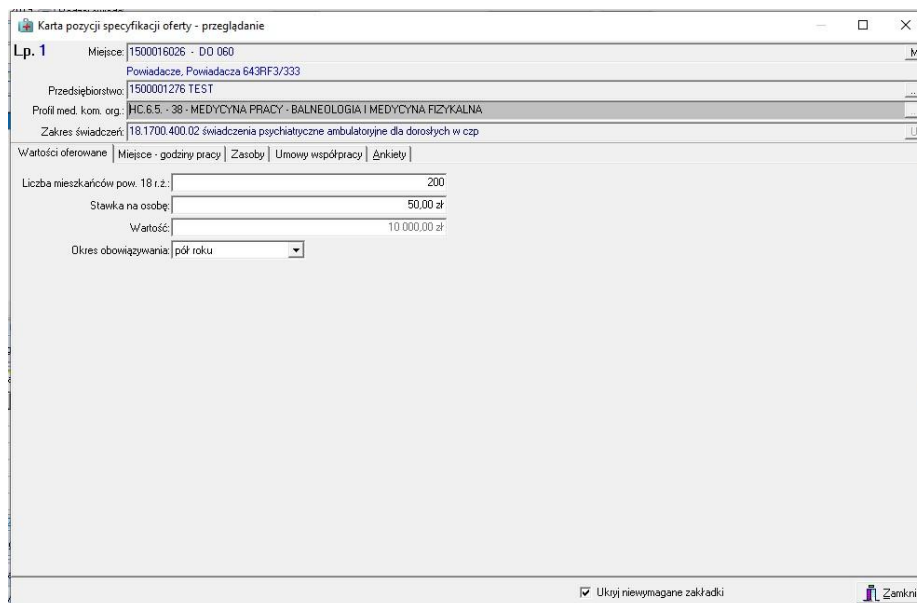 Karta pozycji specyfikacji oferty - przeglądanie
Lp. 1 Miejsce: 1500016026 - DO 060
Powiadacze, Powiadacza 643RF3/333
Przedsiębiorstwo: 1500001276 TEST
Profil med. kom. org.: HC.6.5. - 38 - MEDYCYNA PRACY - BALNEOLOGIA I MEDYCYNA FIZYKALNA
Zakres świadczeń: 18.1700.400.02 świadczenia psychiatryczne ambulatoryjne dla dorosłych w czp
Wartości oferowane Miejsce - godziny pracy Zasoby Umowy współpracy Ankiety
Liczba mieszkańców pow. 18 r.ż.: 200
Stawka na osobę: 50,00 zł
Wartość: 10 000,00 zł
Okres obowiązywania: pół roku
Ukryj niewymagane zakładki Zamkni